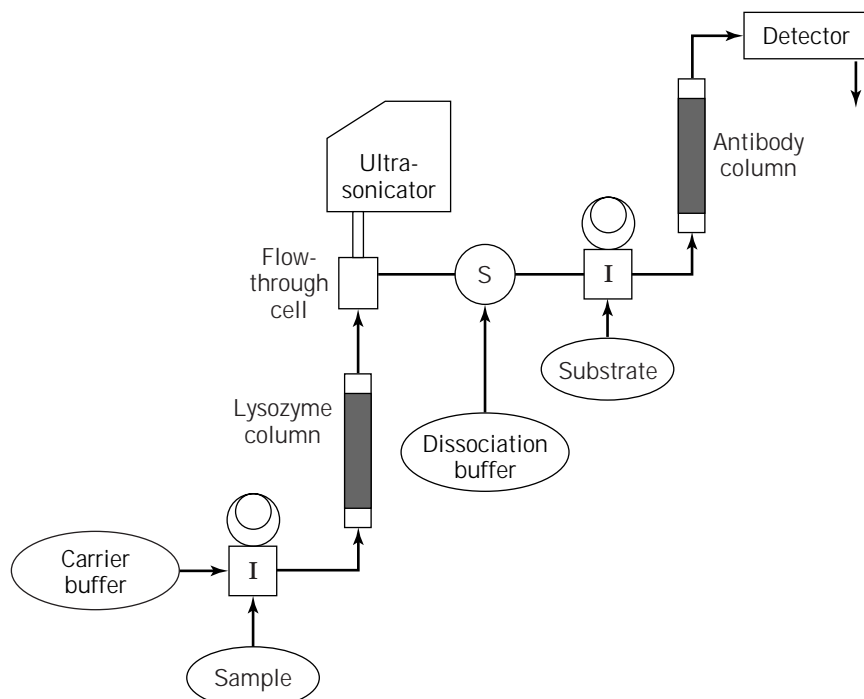 Detector
Antibody
column
Ultra-
sonicator
Flow-
through
cell
S
I
Substrate
Lysozyme
column
Dissociation
buffer
Carrier
buffer
I
Sample